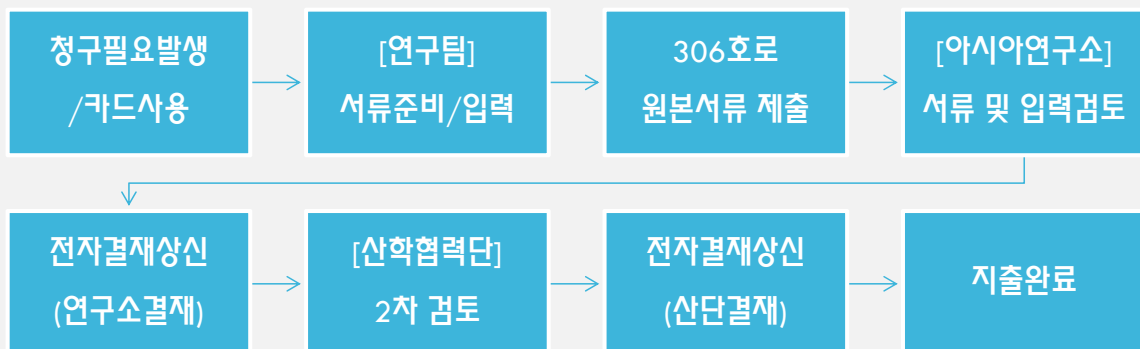 청구필요발생
/카드사용
[연구팀]
서류준비/입력
306호로
원본서류 제출
[아시아연구소]
서류 및 입력검토
전자결재상신
(연구소결재)
[산학협력단]
2차 검토
전자결재상신
(산단결재)
지출완료